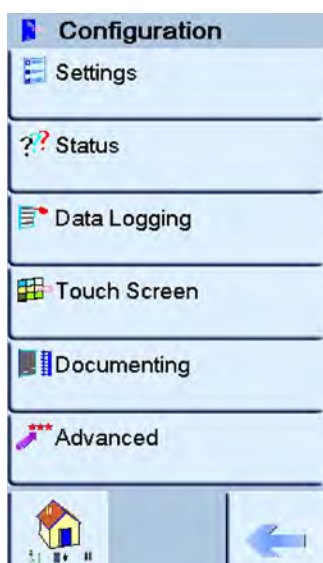 Configuration
Settings
?? Status
Data Logging
Touch Screen
Documenting
Advanced